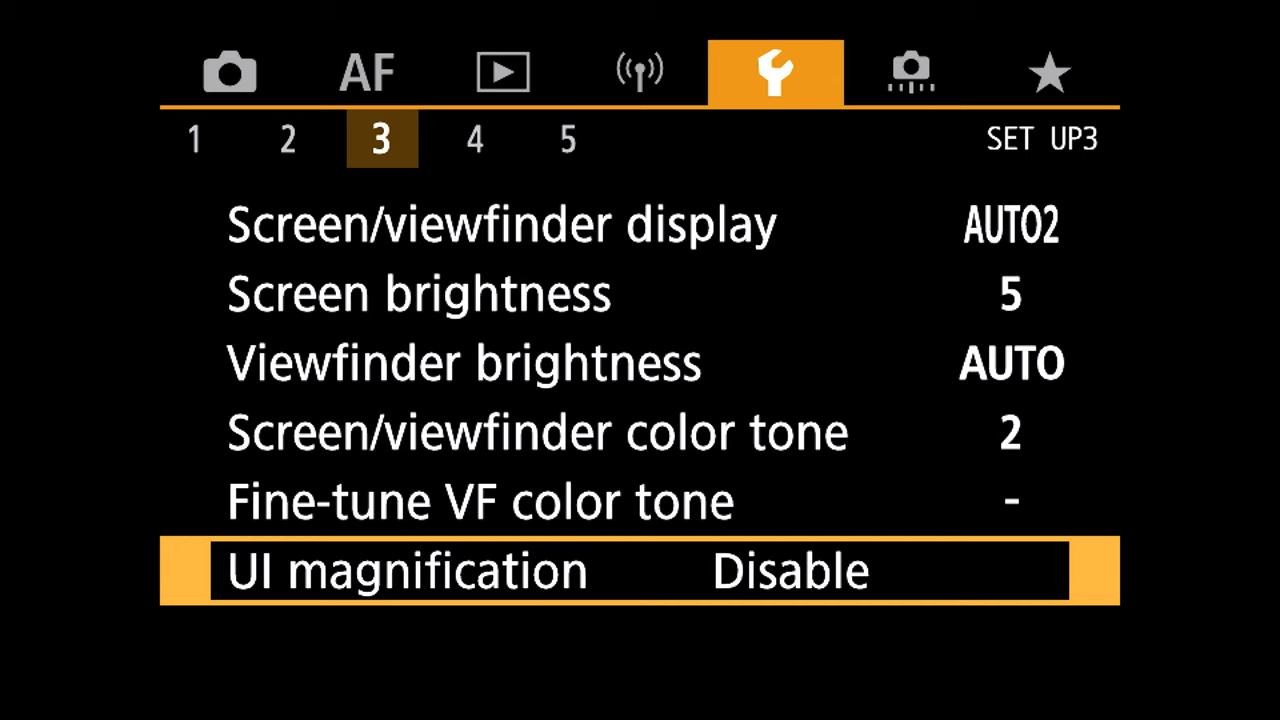 AF
1 2 3 4 5 SET UP3
Screen/viewfinder display AUTO2
Screen brightness 5
Viewfinder brightness AUTO
Screen/viewfinder color tone 2
Fine-tune VF color tone -
UI magnification Disable